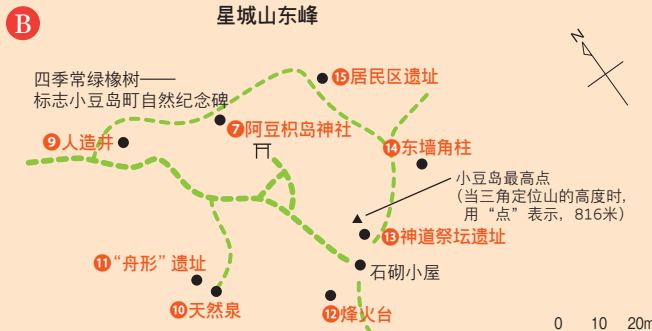 B
星城山东峰
N
四季常绿橡树——
标志小豆岛町自然纪念碑
⑮居民区遗址
⑦阿豆枳岛神社
⑨人造井
⑭东墙角柱
小豆岛最高点
(当三角定位山的高度时,
用“点”表示, 816米)
⑬神道祭坛遗址
⑪“舟形”遗址
石砌小屋
⑩天然泉
⑫烽火台
0 10 20m